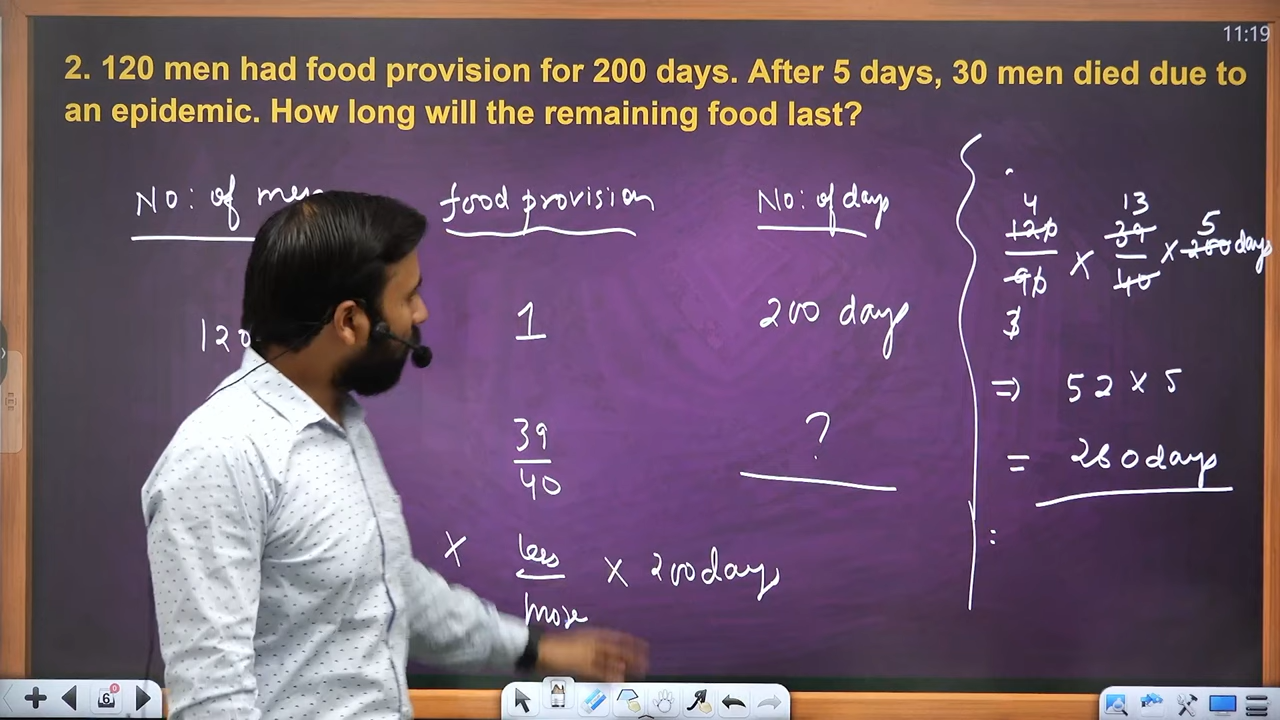 11:19
2. 120 men had food provision for 200 days. After 5 days, 30 men died due to
an epidemic. How long will the remaining food last?
No: of men
food provision
No: of days
120
1
200 days
39
40
?
X less x 200 days
more
4 13 5
120 39
x x 200 days
90 40
3
=> 52 x 5
= 260 days
:
6